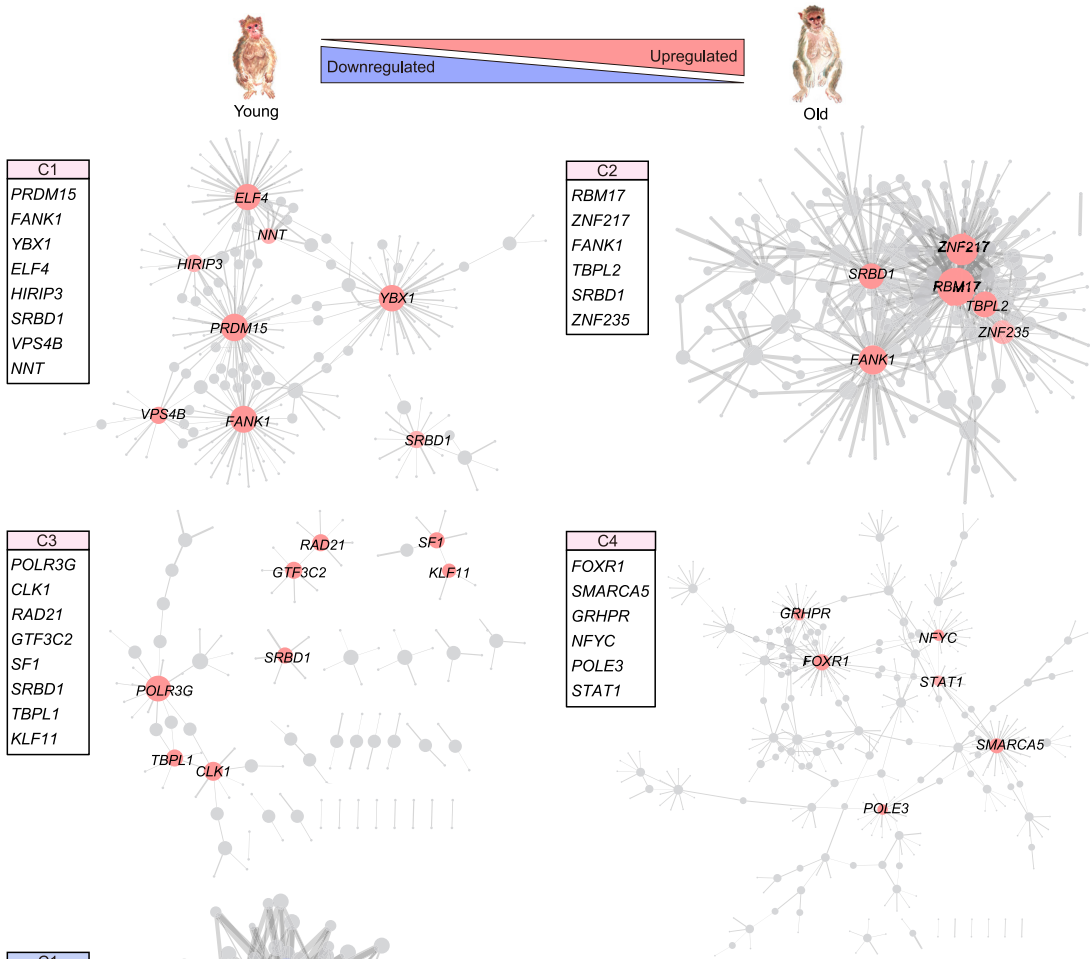 Upregulated
Downregulated
Young
Old
C1
PRDM15
FANK1
YBX1
ELF4
HIRIP3
SRBD1
VPS4B
NNT
ELF4
NNT
HIRIP3
YBX1
PRDM15
VPS4B
FANK1
SRBD1
C2
RBM17
ZNF217
FANK1
TBPL2
SRBD1
ZNF235
ZNF217
SRBD1
RBM17
TBPL2
ZNF235
FANK1
C3
POLR3G
CLK1
RAD21
GTF3C2
SF1
SRBD1
TBPL1
KLF11
RAD21
SF1
GTF3C2
KLF11
SRBD1
POLR3G
TBPL1
CLK1
C4
FOXR1
SMARCA5
GRHPR
NFYC
POLE3
STAT1
GRHPR
NFYC
FOXR1
STAT1
SMARCA5
POLE3
C1